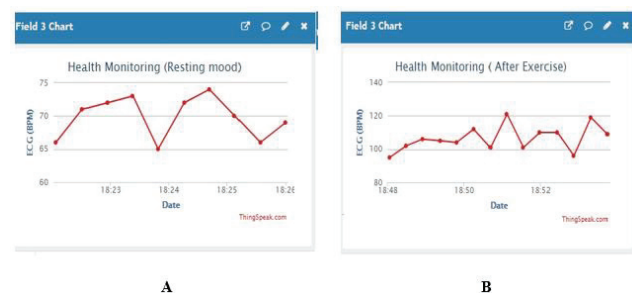 Field 3 Chart
Health Monitoring (Resting mood)
75
70
65
60
ECG (BPM)
18:23 18:24 18:25 18:26
Date
ThingSpeak.com
A
Field 3 Chart
Health Monitoring ( After Exercise)
140
120
100
80
ECG (BPM)
18:48 18:50 18:52
Date
ThingSpeak.com
B